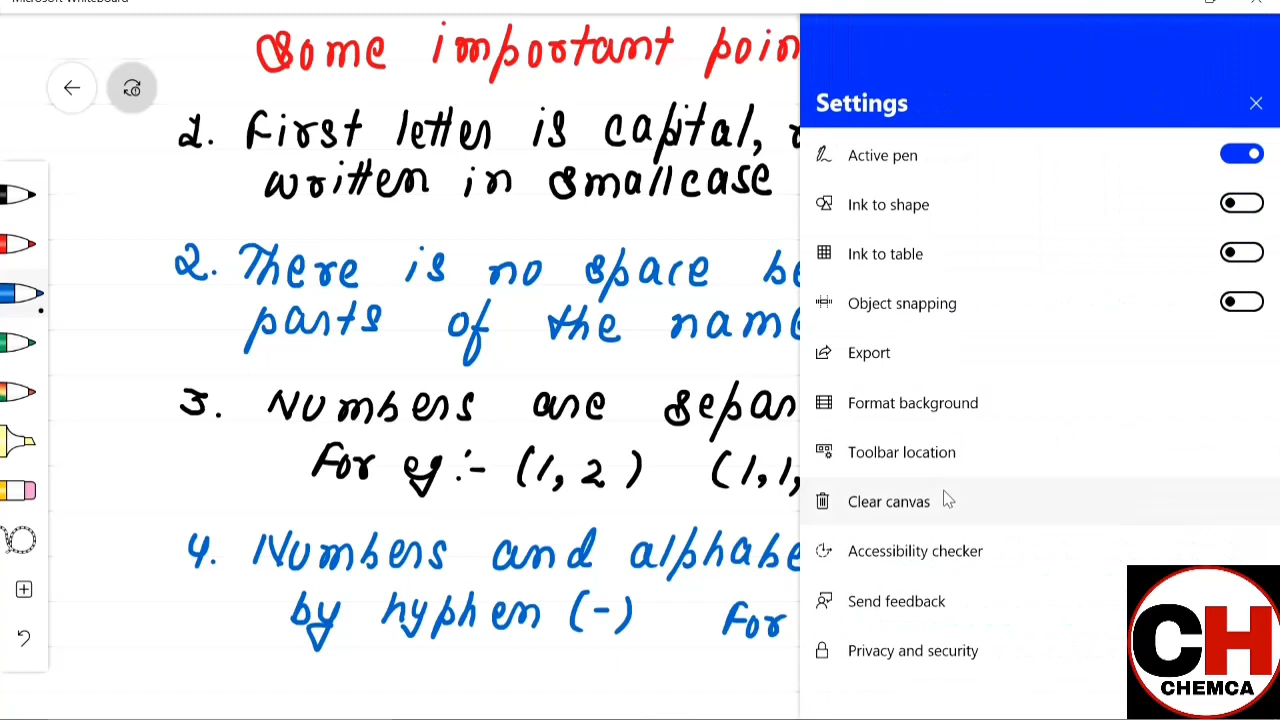 Microsoft Whiteboard
Some important poin
1. First letter is capital,
written in smallcase
2. There is no space be
parts of the name
3. Numbers are separ
For eg :- (1, 2) (1, 1,
4. Numbers and alphabe
by hyphen (-) For
Settings
Active pen
Ink to shape
Ink to table
Object snapping
Export
Format background
Toolbar location
Clear canvas
Accessibility checker
Send feedback
Privacy and security
CH
CHEMCA